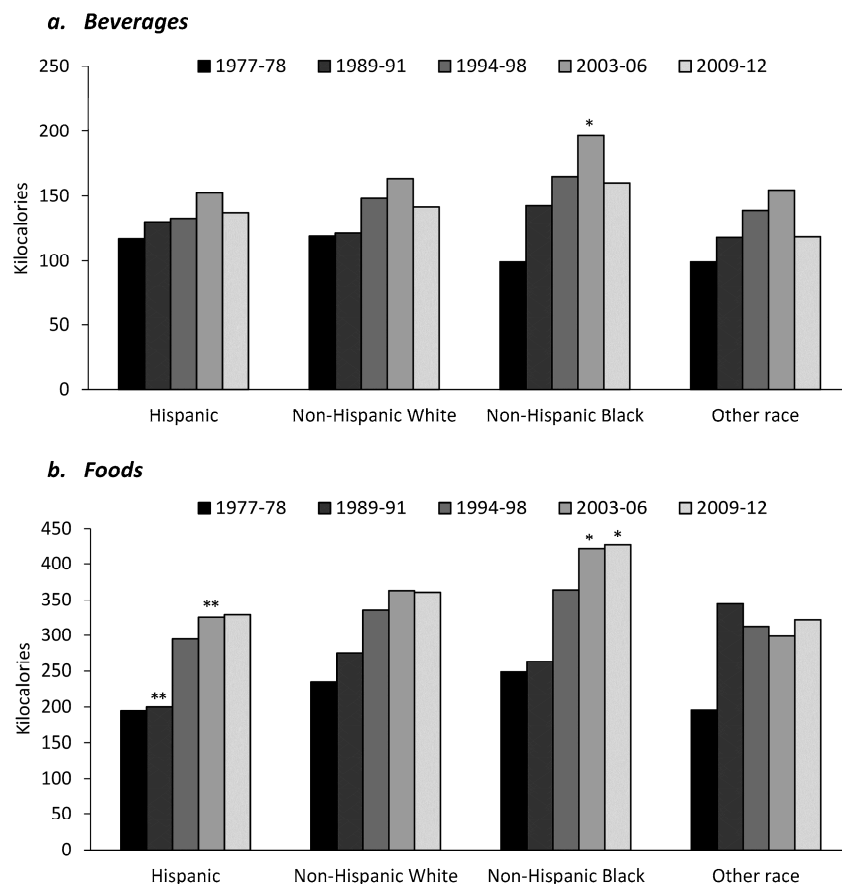 a. Beverages
1977-78 1989-91 1994-98 2003-06 2009-12
250
200
150
100
50
0
Kilocalories
*
Hispanic Non-Hispanic White Non-Hispanic Black Other race
b. Foods
1977-78 1989-91 1994-98 2003-06 2009-12
450
400
350
300
250
200
150
100
50
0
Kilocalories
** ** * *
Hispanic Non-Hispanic White Non-Hispanic Black Other race